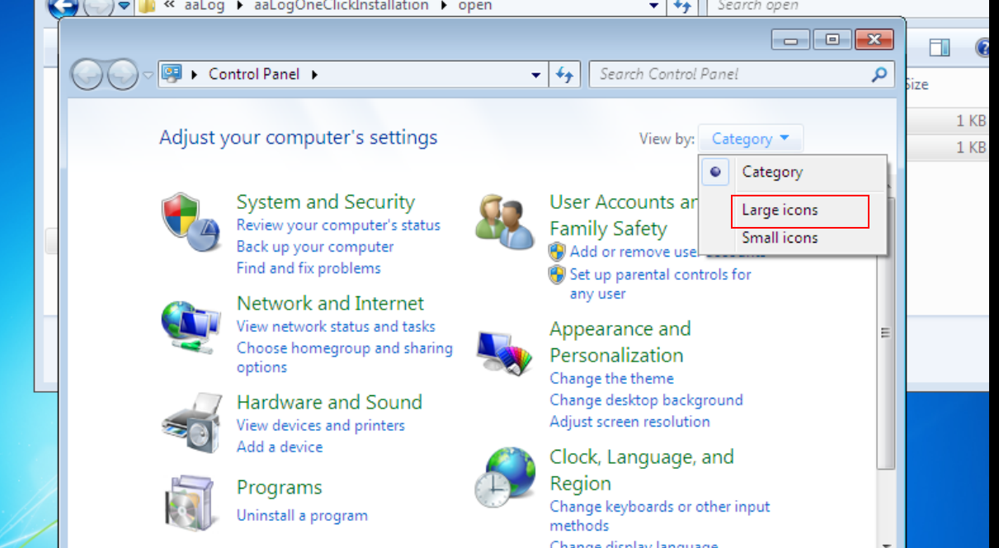 « aaLog aaLogOneClickInstallation open
Search open
Control Panel
Search Control Panel
Size
1 KB
1 KB
Adjust your computer's settings
View by: Category
Category
Large icons
Small icons
System and Security
Review your computer's status
Back up your computer
Find and fix problems
Network and Internet
View network status and tasks
Choose homegroup and sharing
options
Hardware and Sound
View devices and printers
Add a device
Programs
Uninstall a program
User Accounts
Family Safety
Add or remove user accounts
Set up parental controls for
any user
Appearance and
Personalization
Change the theme
Change desktop background
Adjust screen resolution
Clock, Language, and
Region
Change keyboards or other input
methods
Change display language